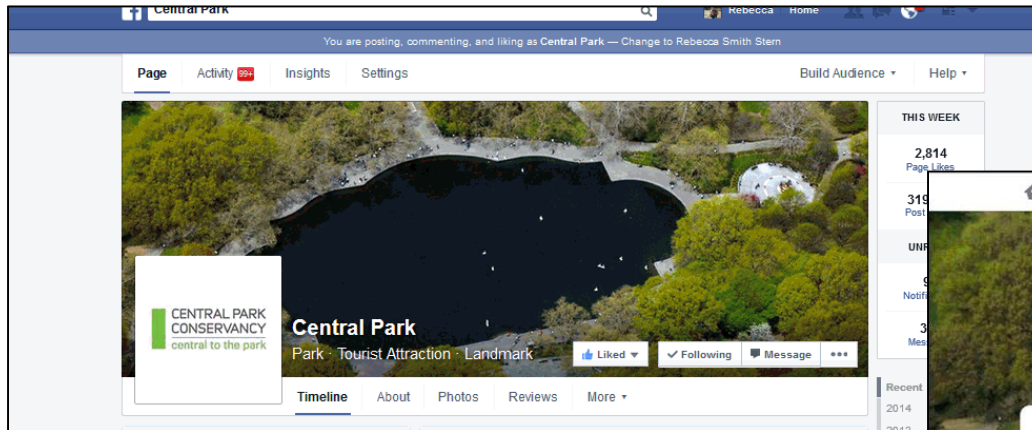 Central Park
Rebecca Home
You are posting, commenting, and liking as Central Park — Change to Rebecca Smith Stern
Page Activity 99+ Insights Settings Build Audience Help
THIS WEEK
2,814
Page Likes
319
Post
CENTRAL PARK
CONSERVANCY
central to the park
Central Park
Park · Tourist Attraction · Landmark
Liked Following Message
Timeline About Photos Reviews More
Recent
2014